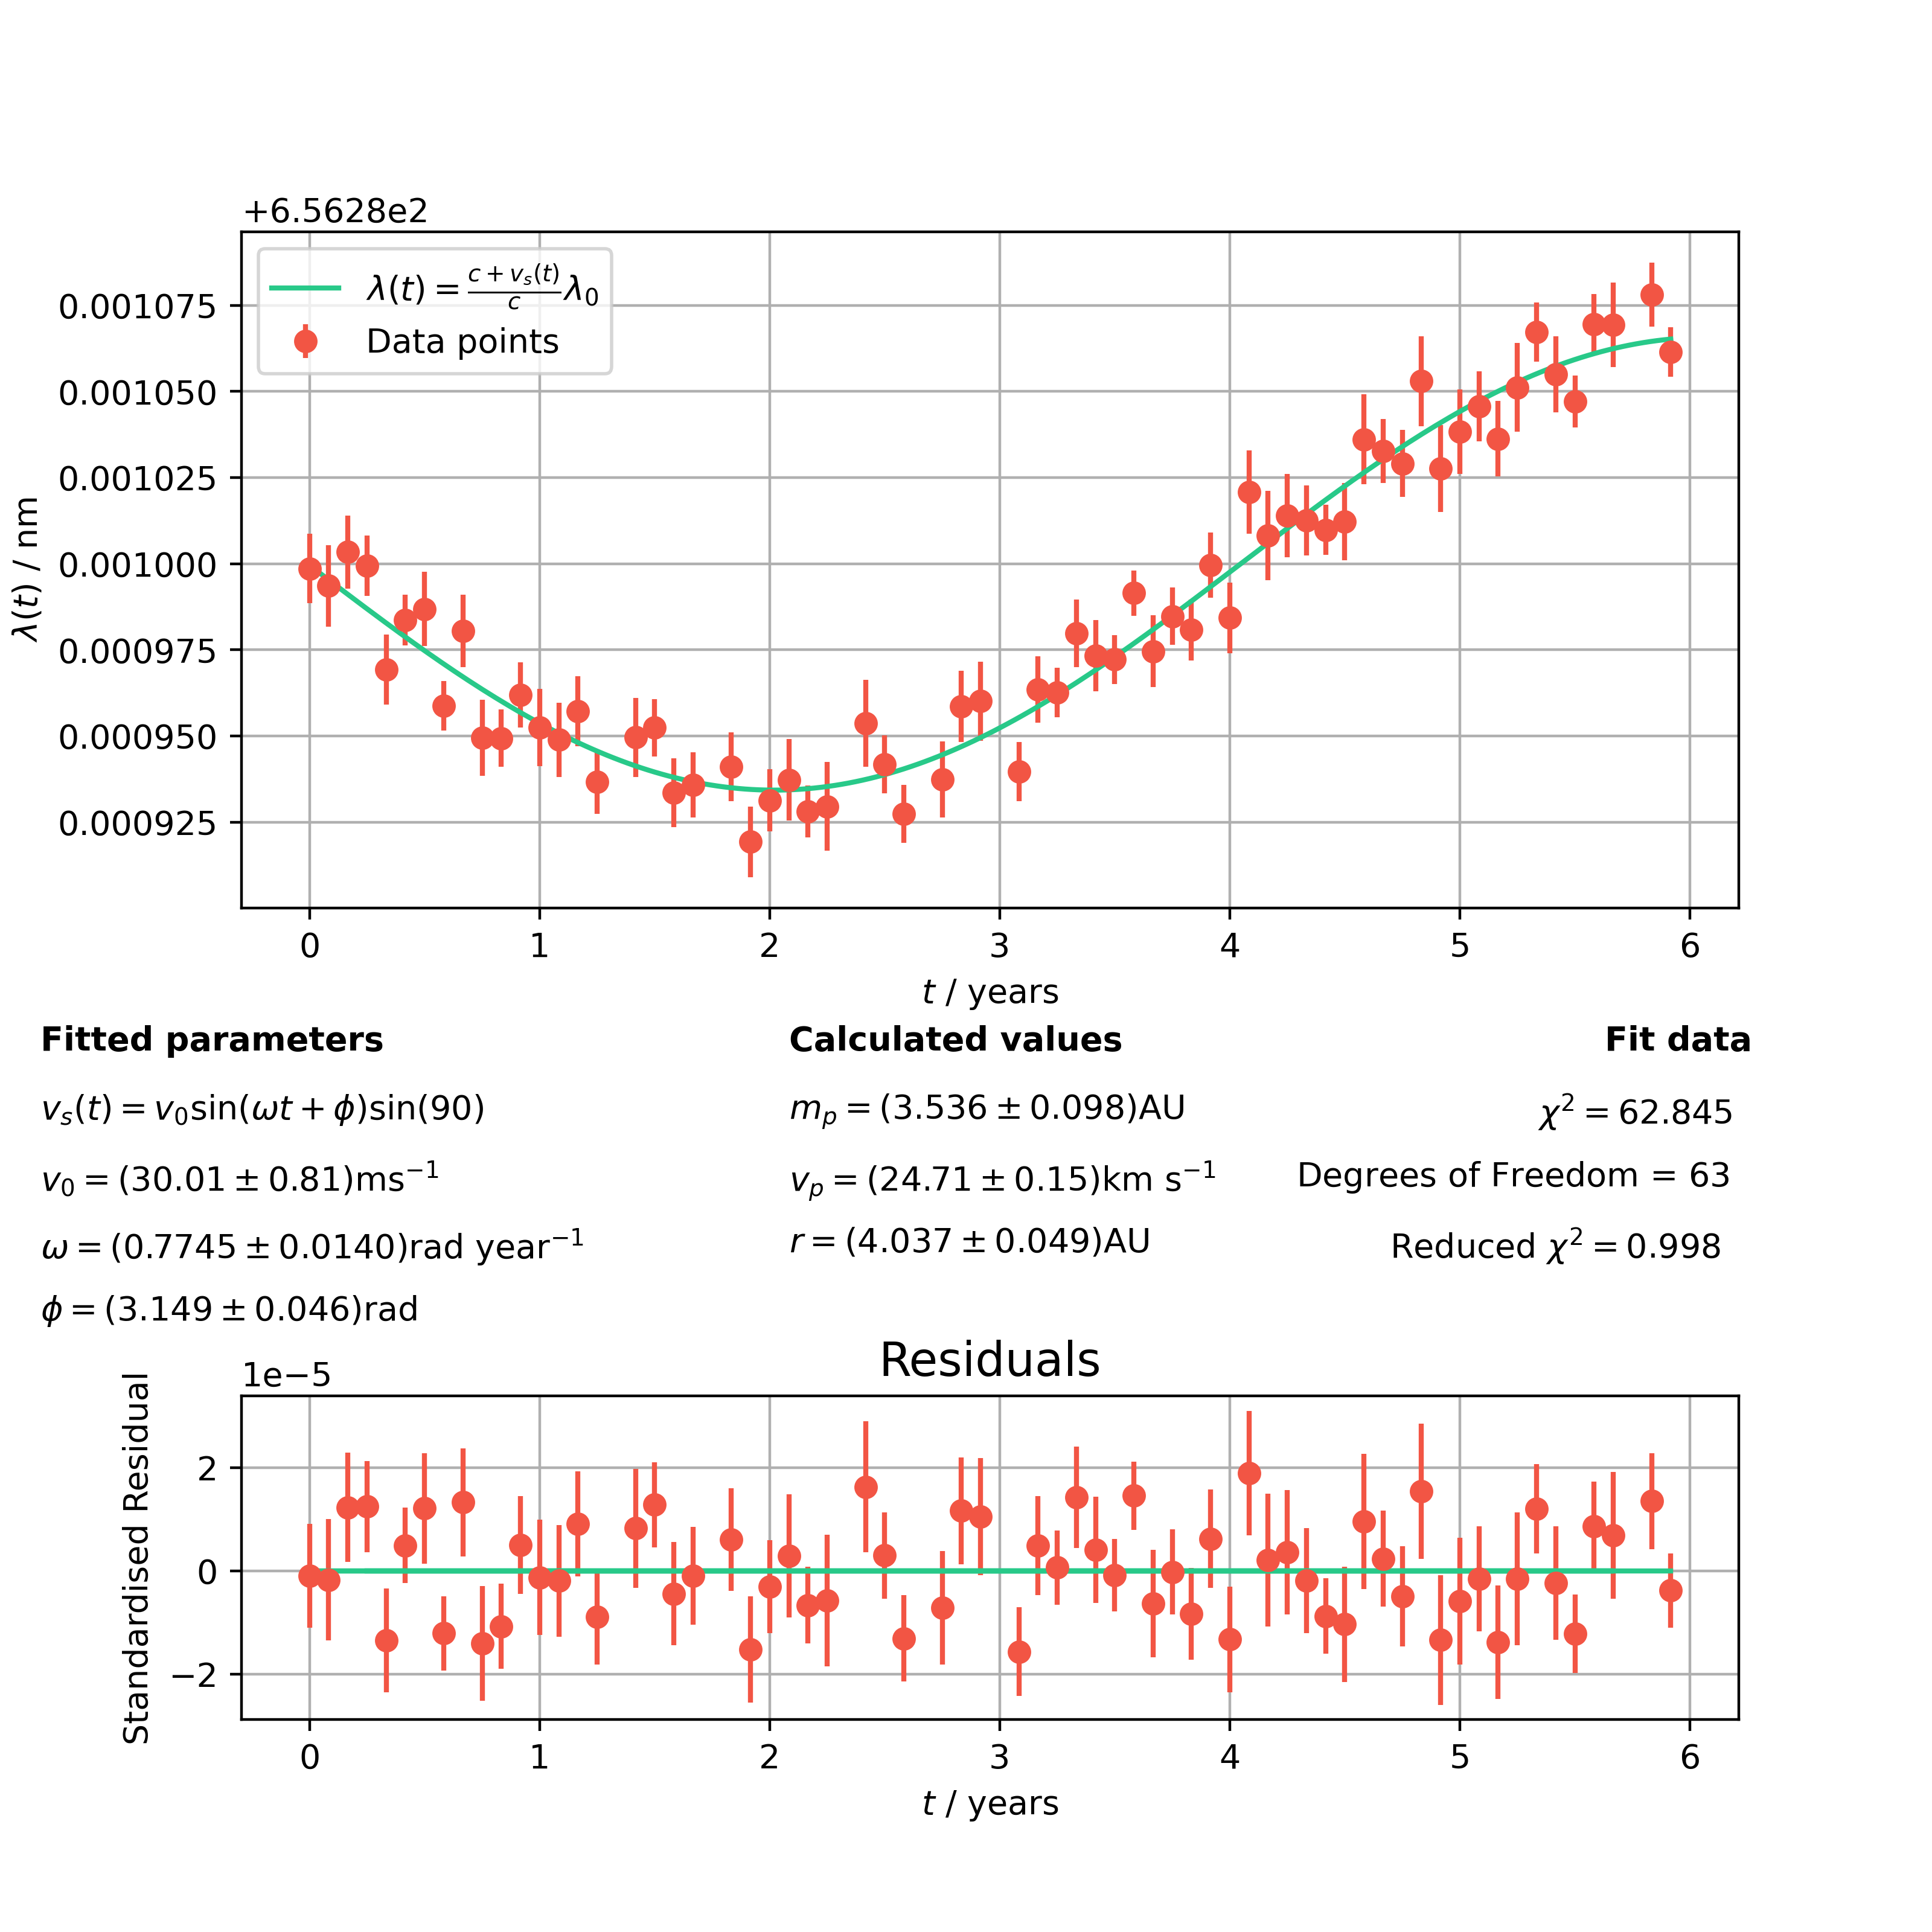 +6.5628e2
λ(t) = c + v_s(t) / c λ_0
Data points
0.001075
0.001050
0.001025
0.001000
0.000975
0.000950
0.000925
λ(t) / nm
0 1 2 3 4 5 6
t / years
Fitted parameters
v_s(t) = v_0sin(ωt + ϕ)sin(90)
v_0 = (30.01 ± 0.81)ms⁻¹
ω = (0.7745 ± 0.0140)rad year⁻¹
ϕ = (3.149 ± 0.046)rad
Calculated values
m_p = (3.536 ± 0.098)AU
v_p = (24.71 ± 0.15)km s⁻¹
r = (4.037 ± 0.049)AU
Fit data
χ² = 62.845
Degrees of Freedom = 63
Reduced χ² = 0.998
Residuals
1e−5
2
0
−2
Standardised Residual
0 1 2 3 4 5 6
t / years